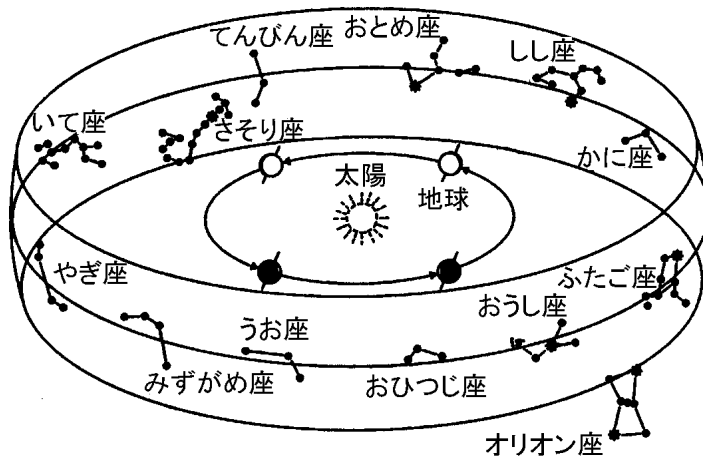 てんびん座
おとめ座
しし座
いて座
さそり座
かに座
太陽
地球
やぎ座
ふたご座
おうし座
うお座
みずがめ座
おひつじ座
オリオン座